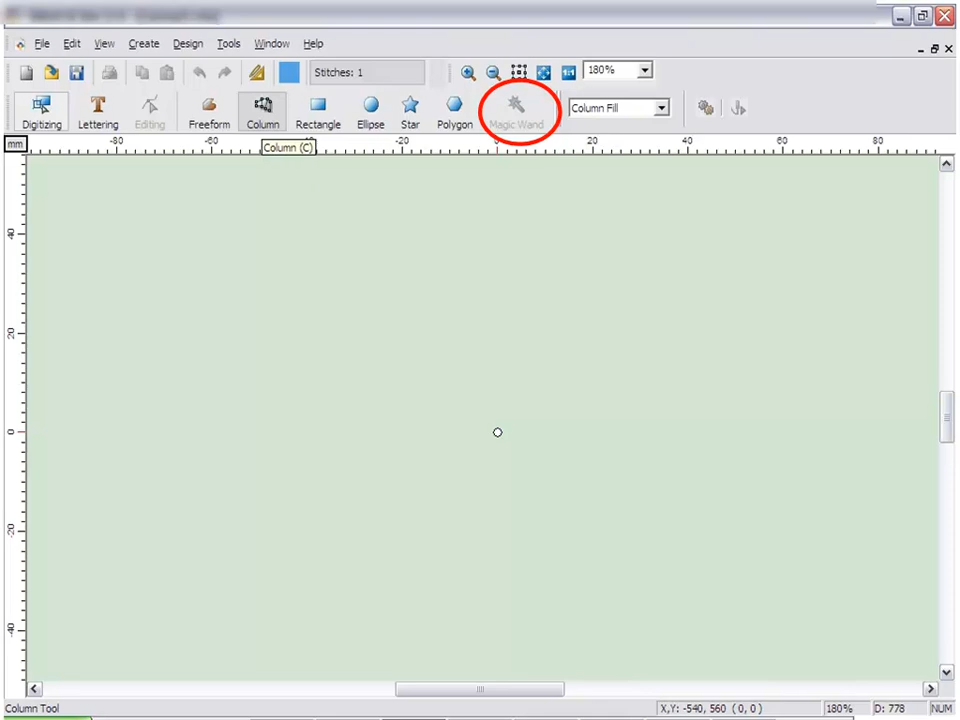 File Edit View Create Design Tools Window Help
Stitches: 1 180%
Digitizing Lettering Editing Freeform Column Rectangle Ellipse Star Polygon Magic Wand Column Fill
mm -80 -60 -20 20 40 60 80
Column (C)
40
20
0
-20
-40
Column Tool X,Y: -540, 560 ( 0, 0 ) 180% D: 778 NUM